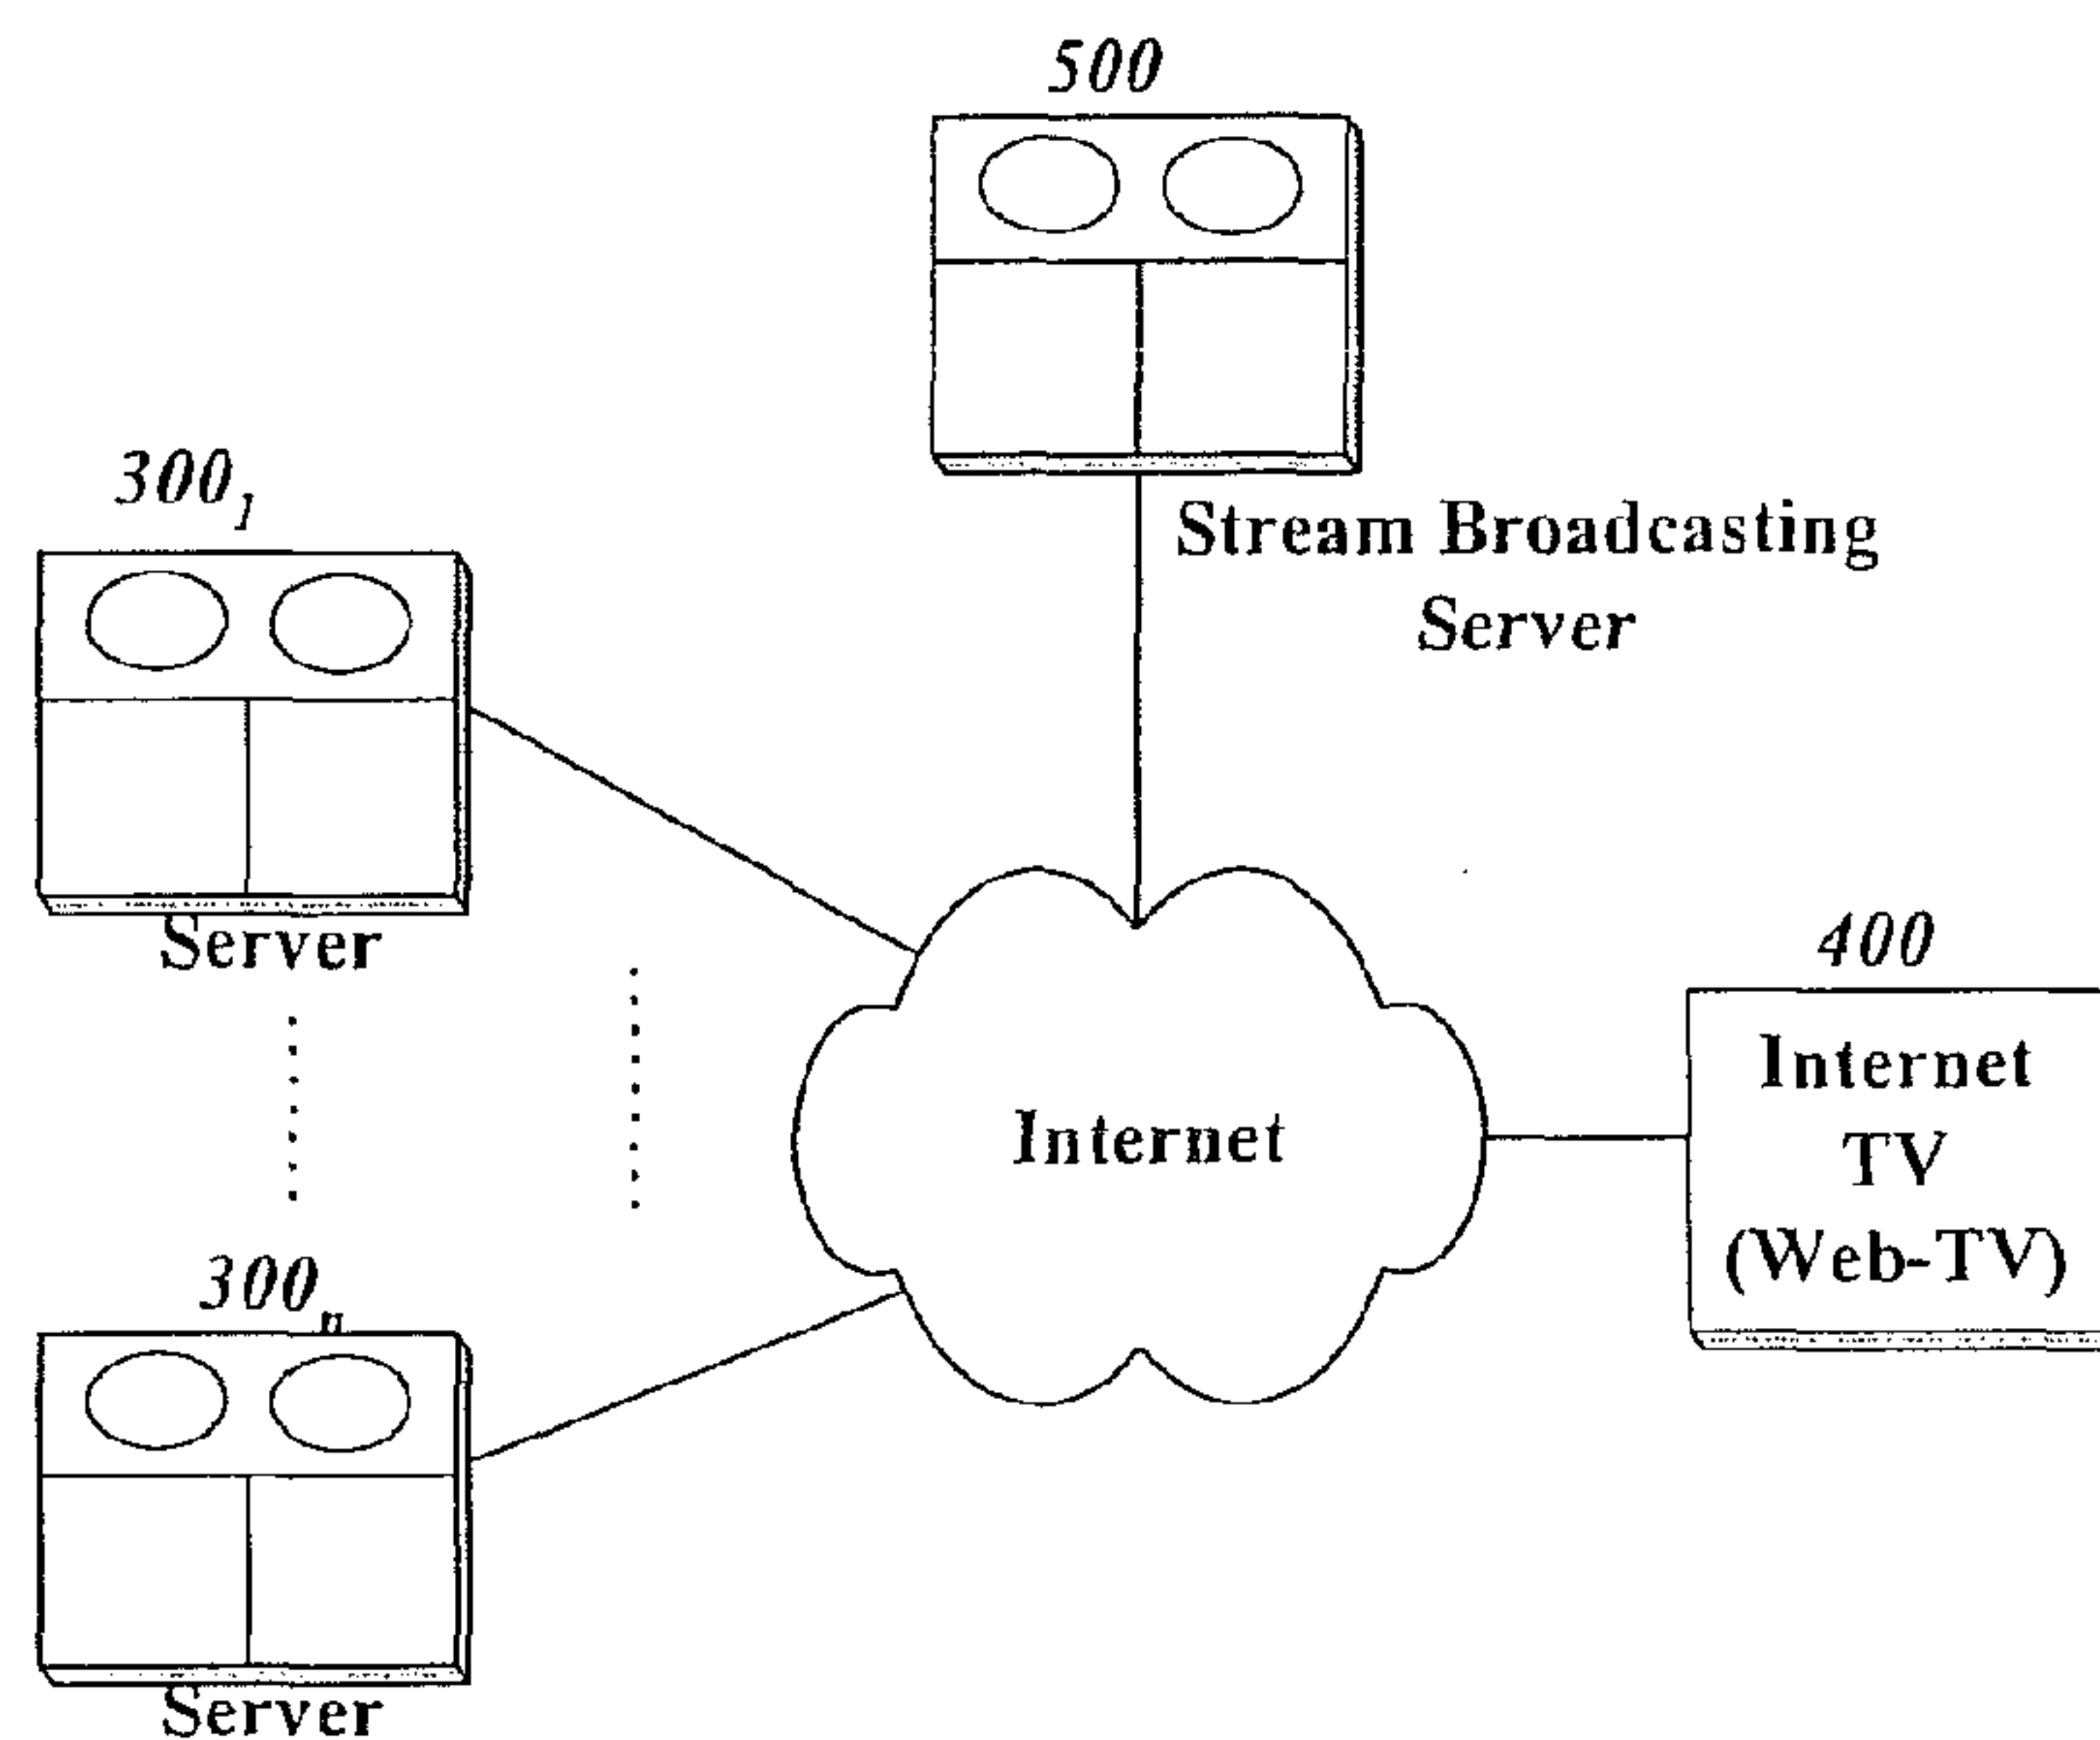 500
Stream Broadcasting
Server
300₁
Server
400
Internet
TV
(Web-TV)
Internet
300ₙ
Server